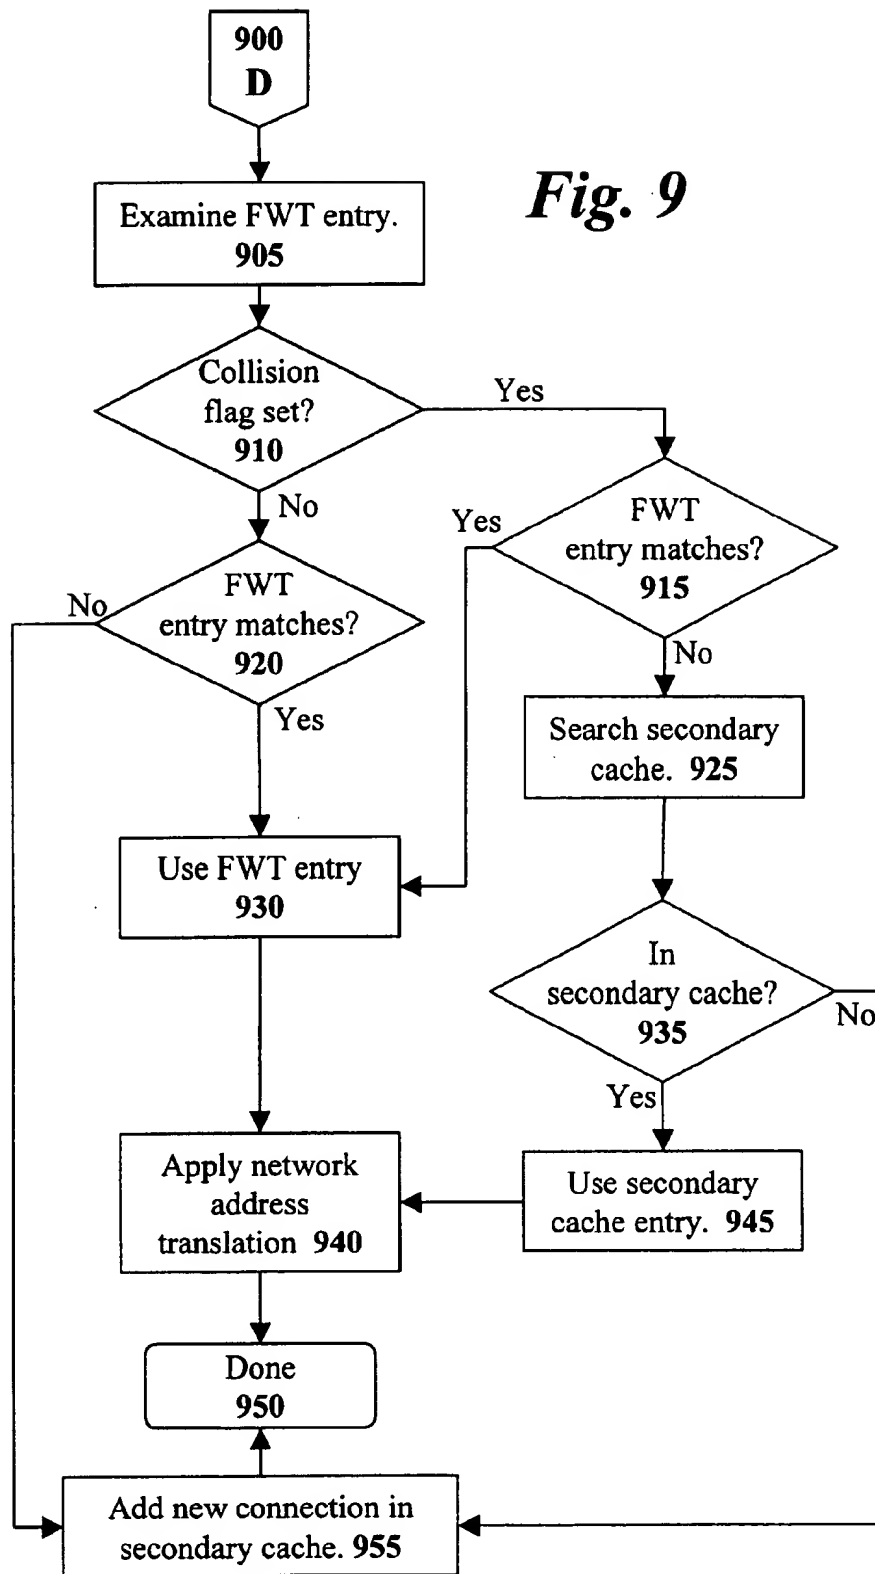 900
D
Fig. 9
Examine FWT entry.
905
Collision
flag set?
910
Yes
No
FWT
entry matches?
915
Yes
No
FWT
entry matches?
920
No
Yes
Search secondary
cache. 925
Use FWT entry
930
In
secondary cache?
935
No
Yes
Apply network
address
translation 940
Use secondary
cache entry. 945
Done
950
Add new connection in
secondary cache. 955